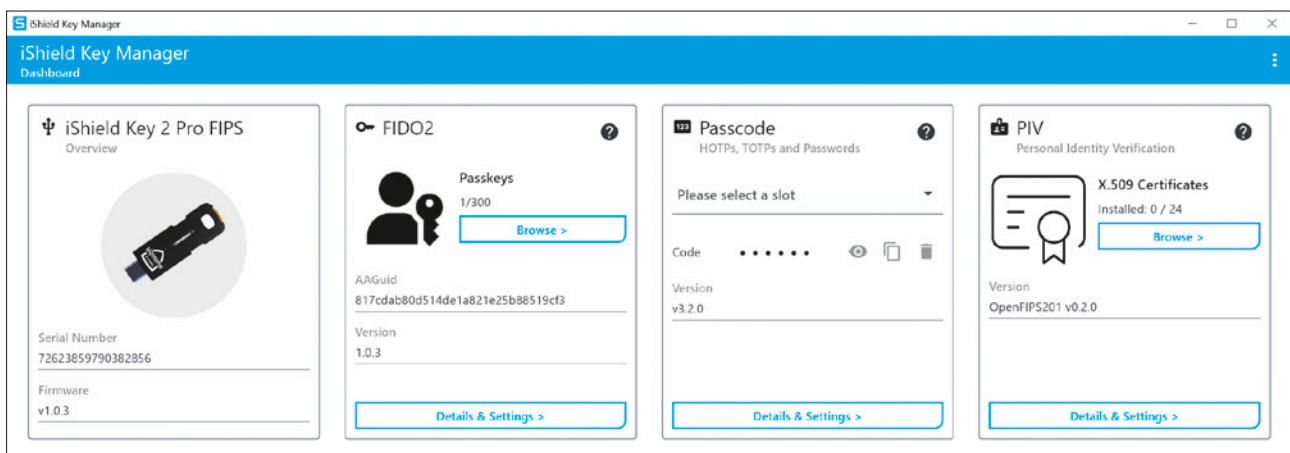 S iShield Key Manager
iShield Key Manager
Dashboard
iShield Key 2 Pro FIPS
Overview
Serial Number
72623859790382856
Firmware
v1.0.3
FIDO2
?
Passkeys
1/300
Browse >
AAGuid
817cdab80d514de1a821e25b88519cf3
Version
1.0.3
Details & Settings >
123 Passcode
?
HOTPs, TOTPs and Passwords
Please select a slot
Code ••••••
Version
v3.2.0
Details & Settings >
PIV
?
Personal Identity Verification
X.509 Certificates
Installed: 0 / 24
Browse >
Version
OpenFIPS201 v0.2.0
Details & Settings >